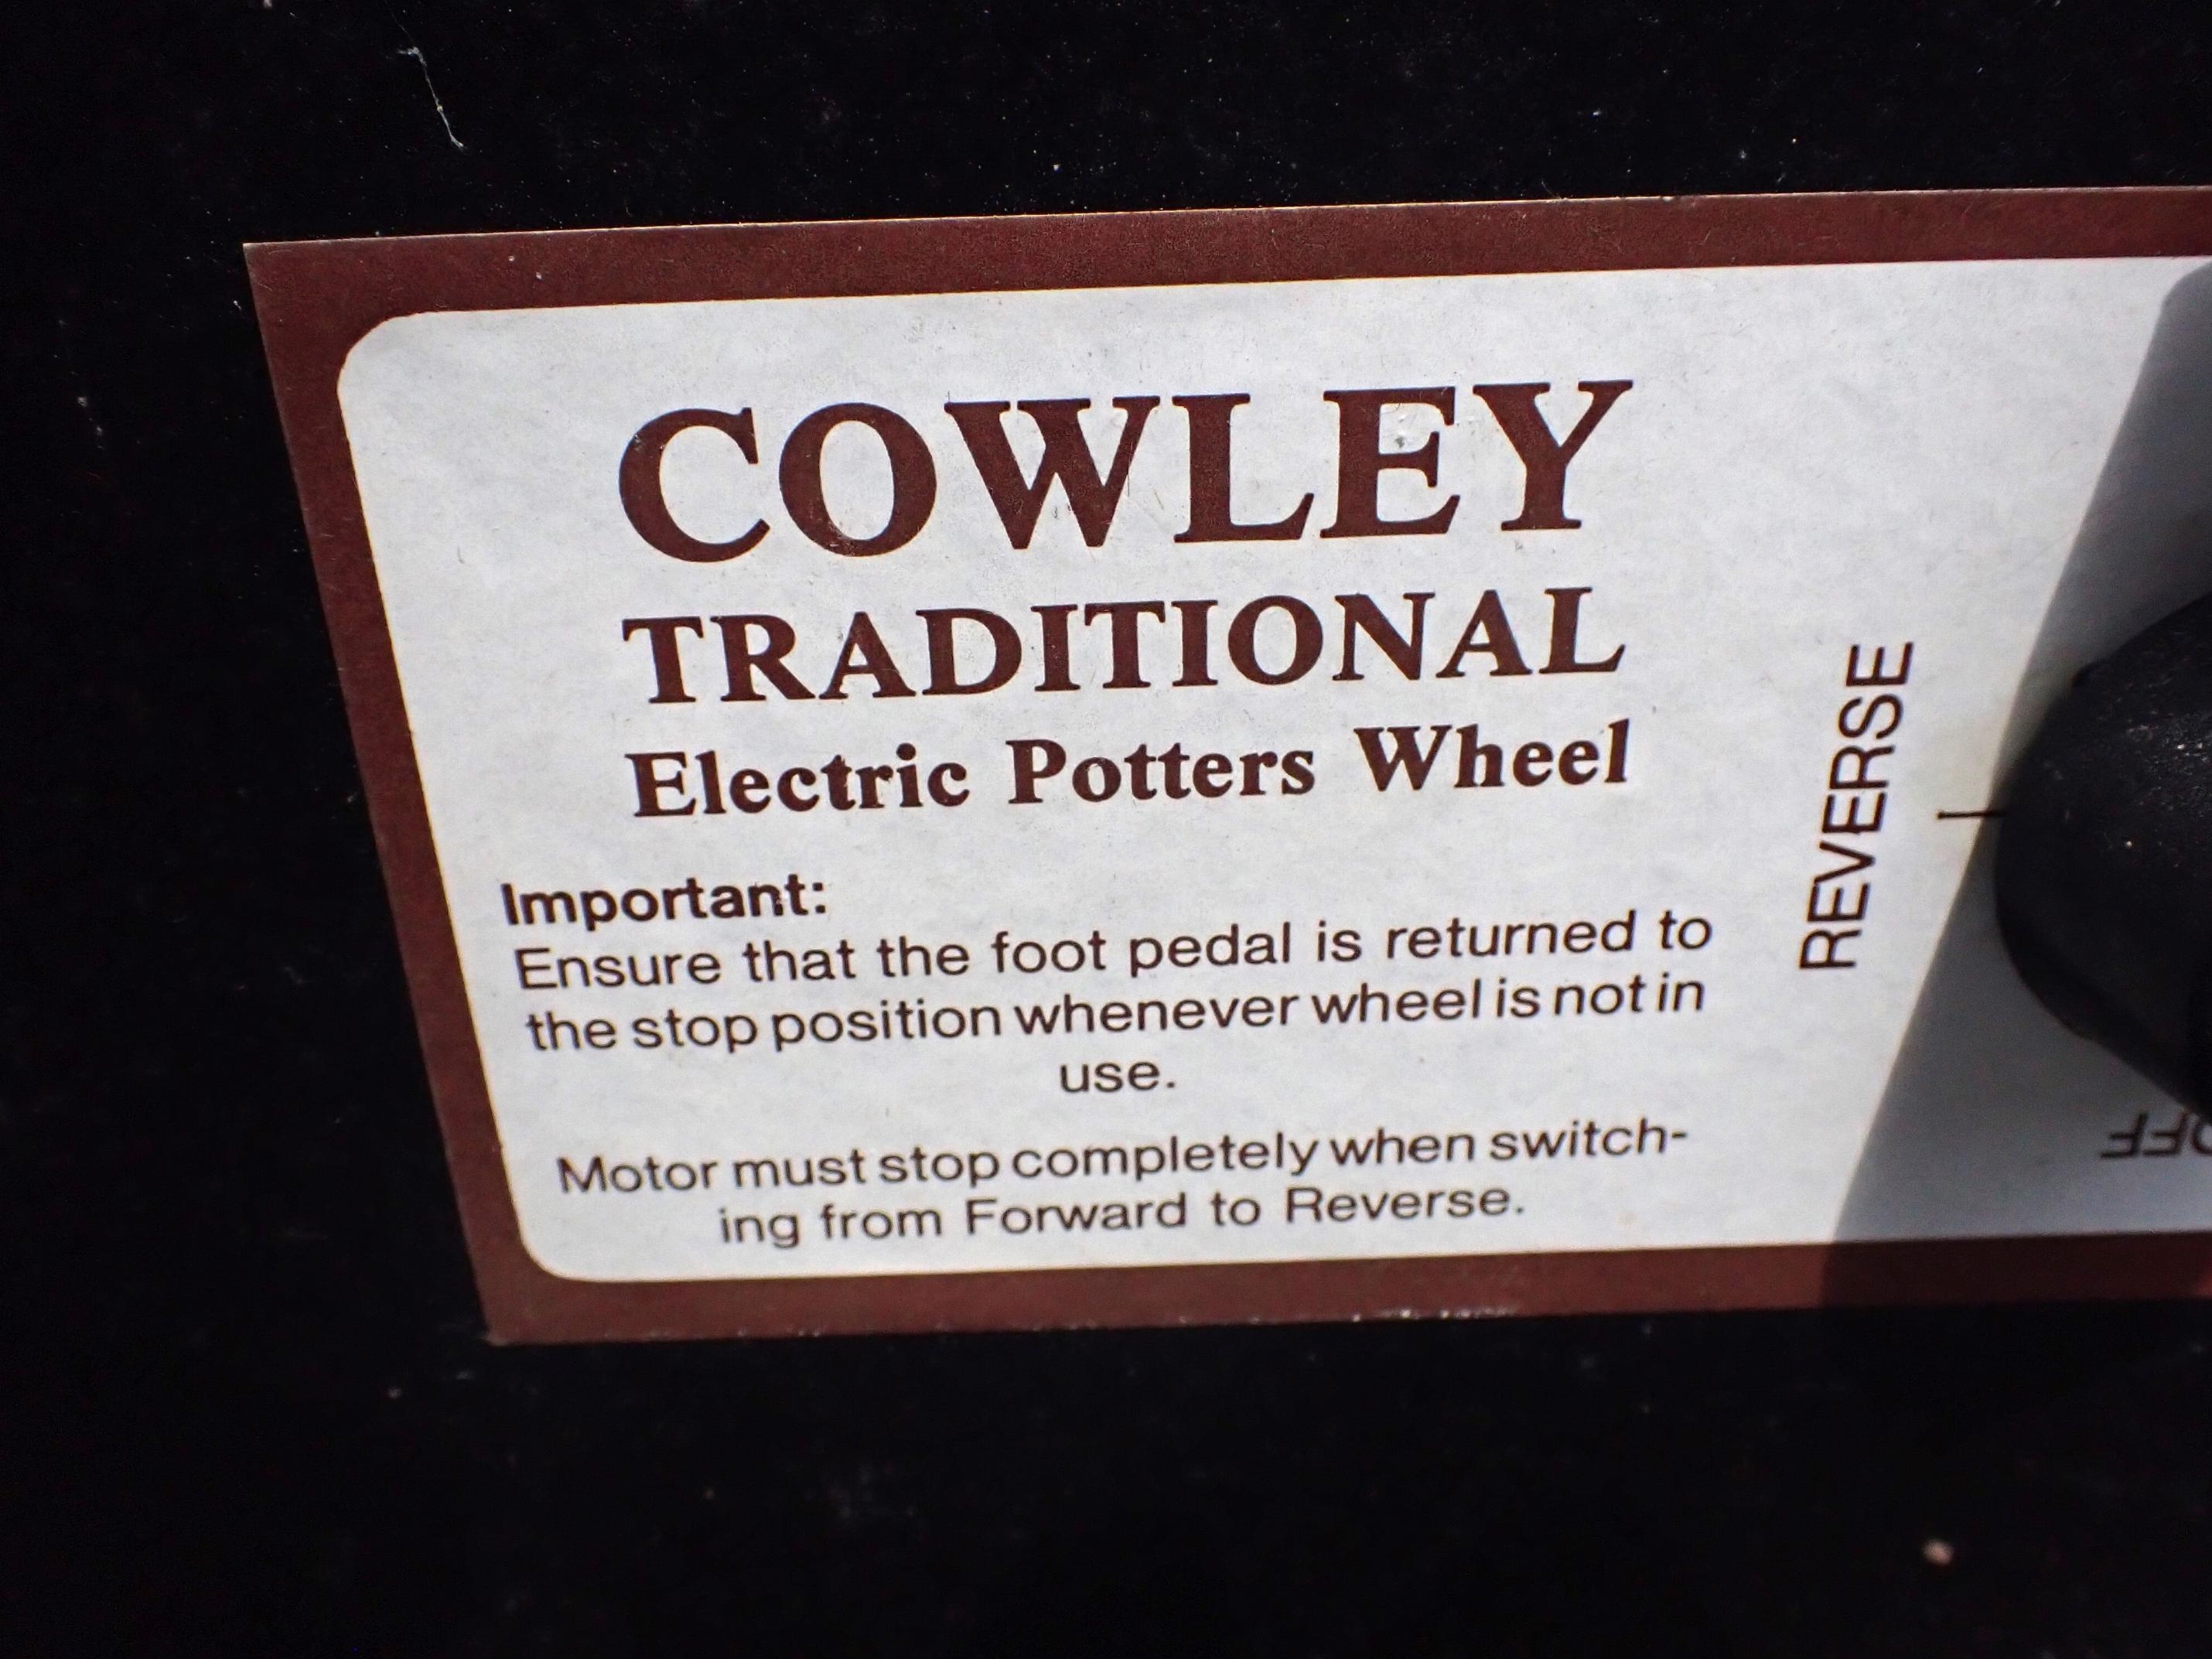 COWLEY
TRADITIONAL
Electric Potters Wheel
Important:
Ensure that the foot pedal is returned to
the stop position whenever wheel is not in
use.
Motor must stop completely when switch-
ing from Forward to Reverse.
REVERSE
OFF